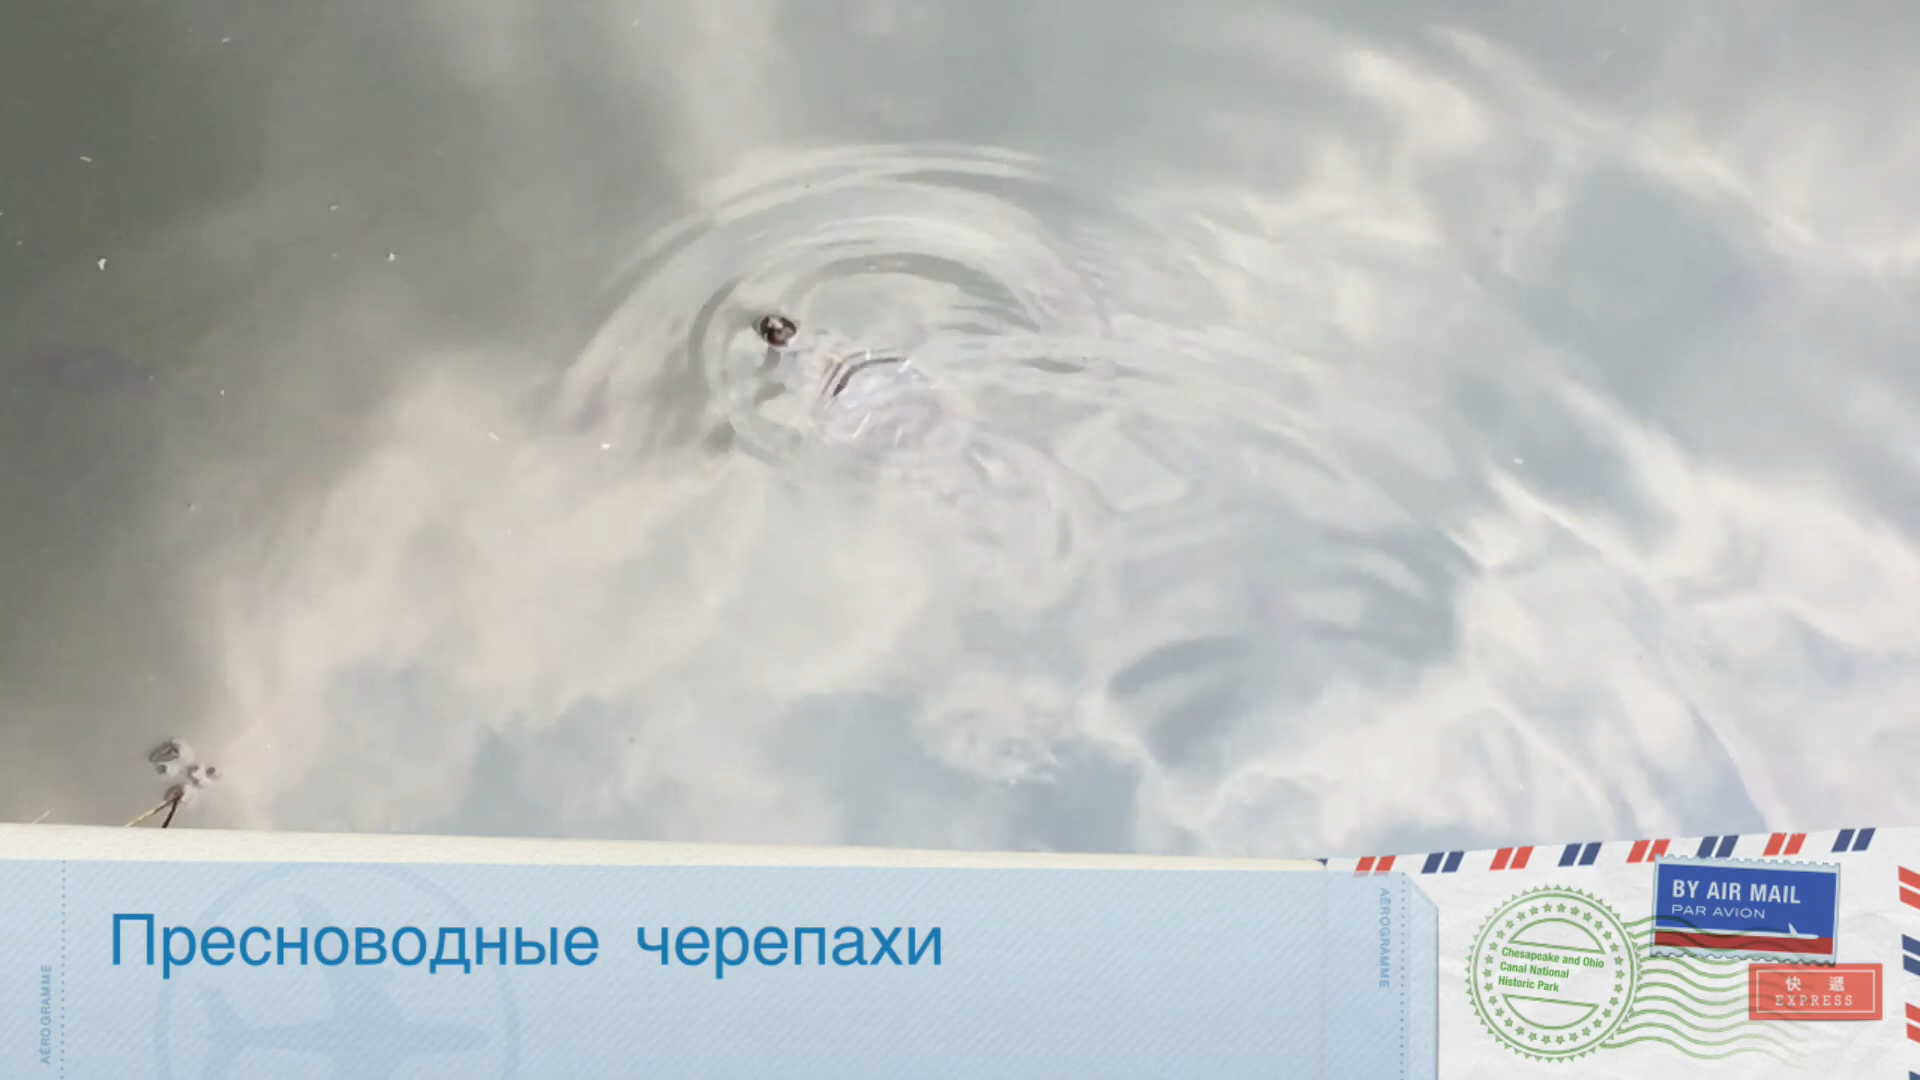 Пресноводные черепахи
AÉROGRAMME
AÉROGRAMME
BY AIR MAIL
PAR AVION
Chesapeake and Ohio
Canal National
Historic Park
快 遞
EXPRESS